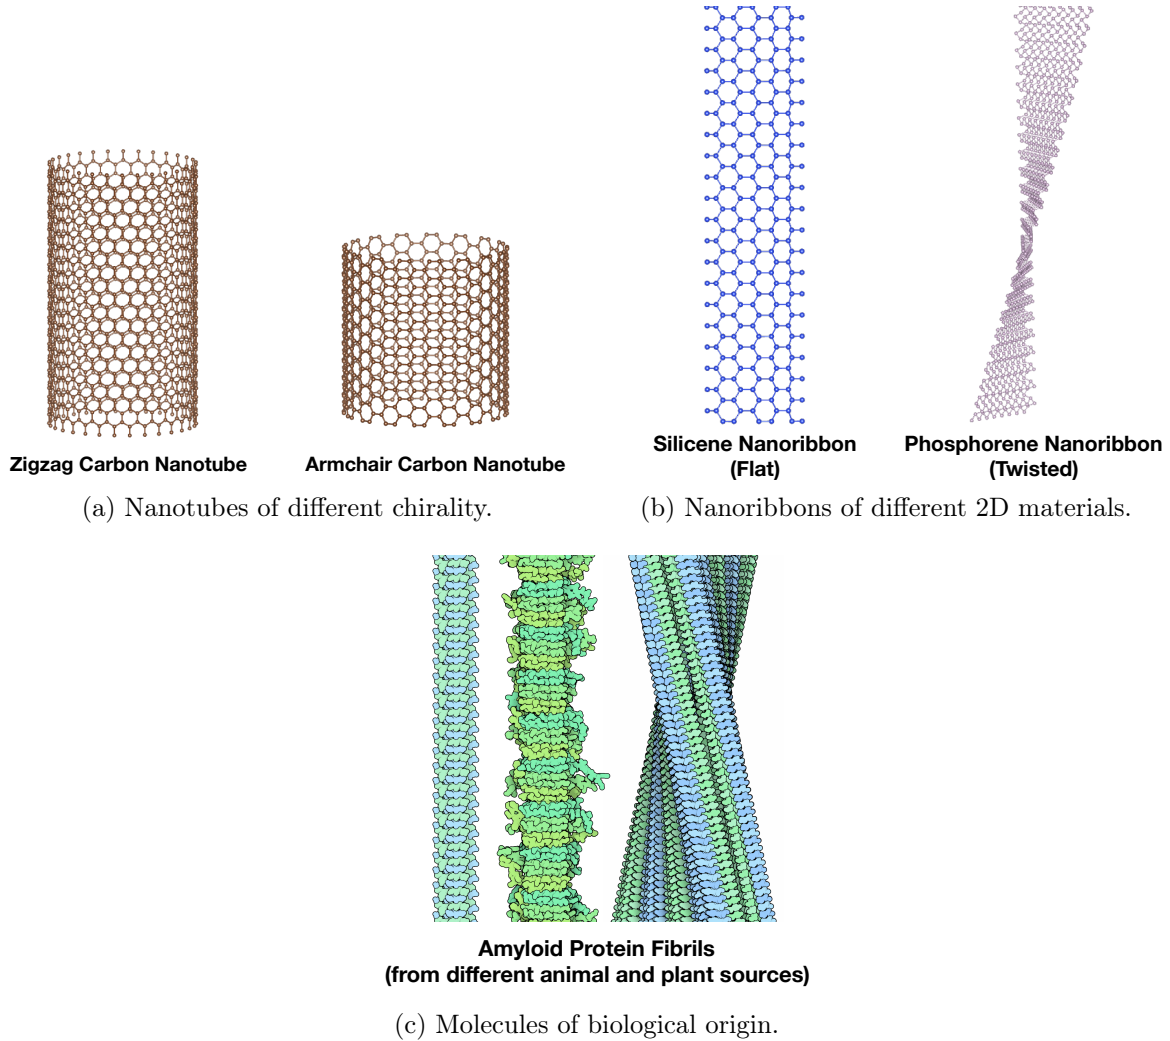 Zigzag Carbon Nanotube
Armchair Carbon Nanotube
(a) Nanotubes of different chirality.
Silicene Nanoribbon
(Flat)
Phosphorene Nanoribbon
(Twisted)
(b) Nanoribbons of different 2D materials.
Amyloid Protein Fibrils
(from different animal and plant sources)
(c) Molecules of biological origin.